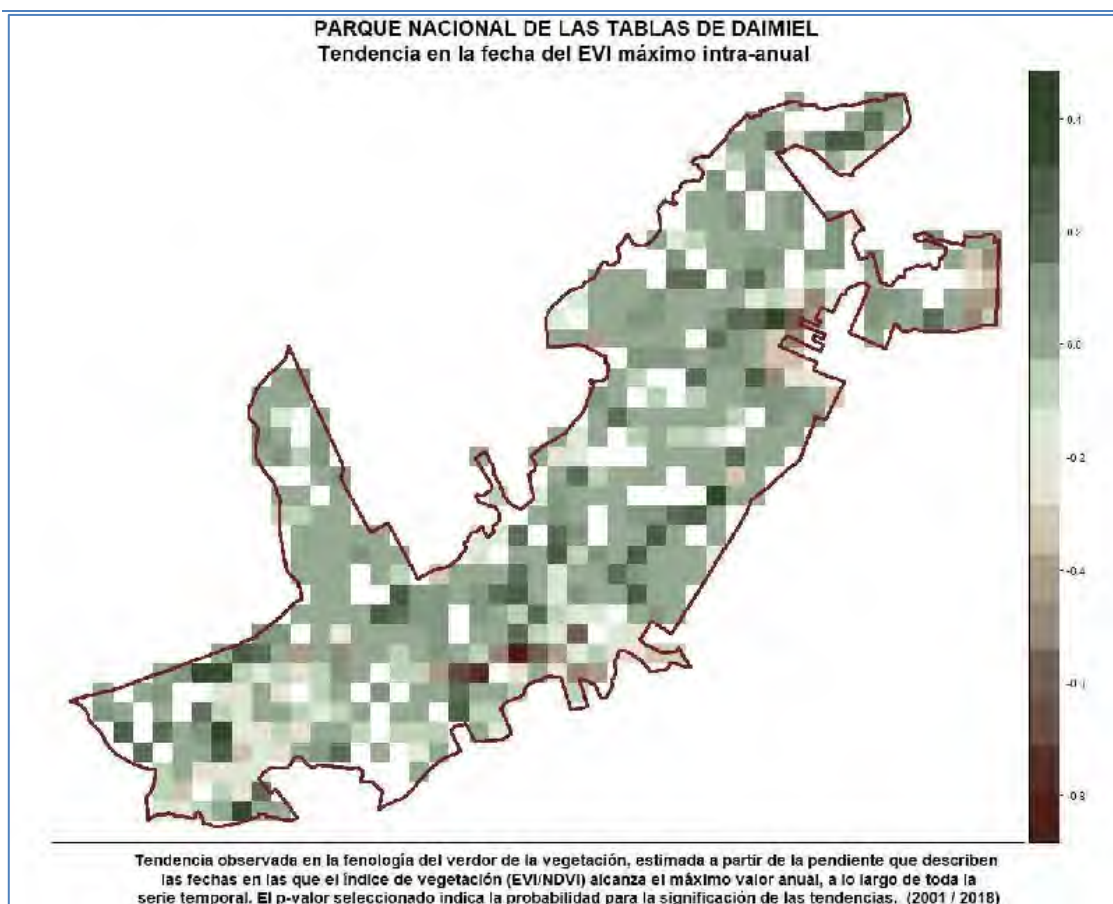 PARQUE NACIONAL DE LAS TABLAS DE DAIMIEL
Tendencia en la fecha del EVI máximo intra-anual
0.4
0.2
0.0
-0.2
-0.4
-0.8
Tendencia observada en la fenología del verdor de la vegetación, estimada a partir de la pendiente que describen
las fechas en las que el índice de vegetación (EVI/NDVI) alcanza el máximo valor anual, a lo largo de toda la
serie temporal. El p-valor seleccionado indica la probabilidad para la significación de las tendencias. (2001 / 2018)